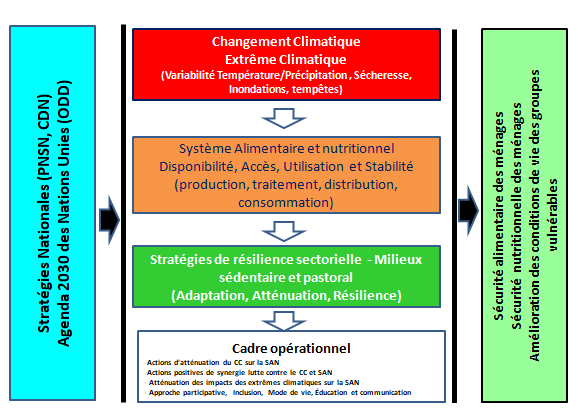 Stratégies Nationales (PNSN, CDN)
Agenda 2030 des Nations Unies (ODD)
Changement Climatique
Extrême Climatique
(Variabilité Température/Précipitation , Sécheresse,
Inondations, tempêtes)
Système Alimentaire et nutritionnel
Disponibilité, Accès, Utilisation et Stabilité
(production, traitement, distribution,
consommation)
Stratégies de résilience sectorielle - Milieux
sédentaire et pastoral
(Adaptation, Atténuation, Résilience)
Cadre opérationnel
-Actions d'atténuation du CC sur la SAN
-Actions positives de synergie lutte contre le CC et SAN
-Atténuation des impacts des extrêmes climatiques sur la SAN
-Approche participative, Inclusion, Mode de vie, Éducation et communication
Sécurité alimentaire des ménages
Sécurité nutritionnelle des ménages
Amélioration des conditions de vie des groupes
vulnérables